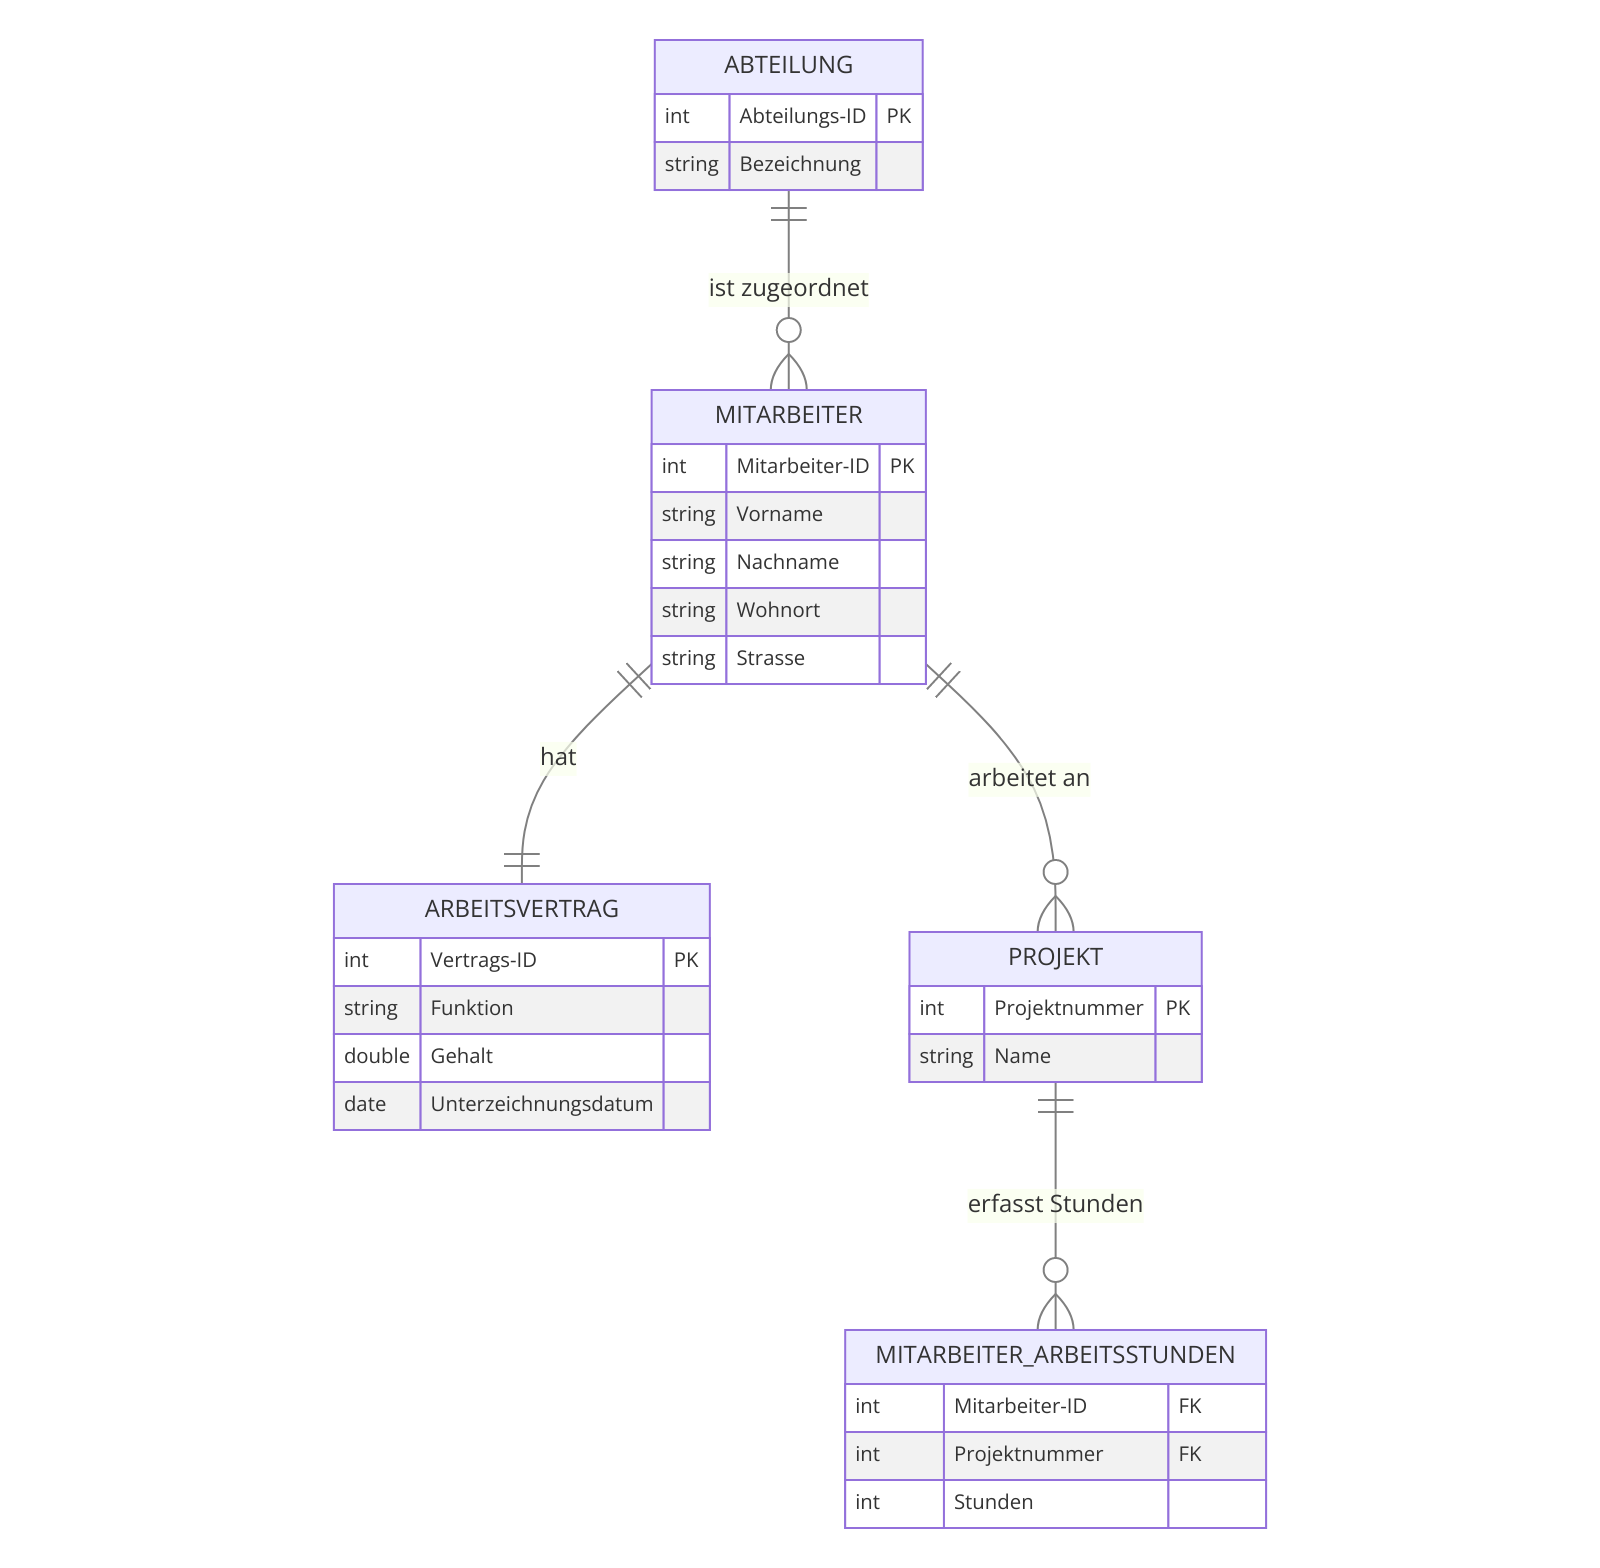 ABTEILUNG
int Abteilungs-ID PK
string Bezeichnung
ist zugeordnet
MITARBEITER
int Mitarbeiter-ID PK
string Vorname
string Nachname
string Wohnort
string Strasse
hat
arbeitet an
ARBEITSVERTRAG
int Vertrags-ID PK
string Funktion
double Gehalt
date Unterzeichnungsdatum
PROJEKT
int Projektnummer PK
string Name
erfasst Stunden
MITARBEITER_ARBEITSSTUNDEN
int Mitarbeiter-ID FK
int Projektnummer FK
int Stunden